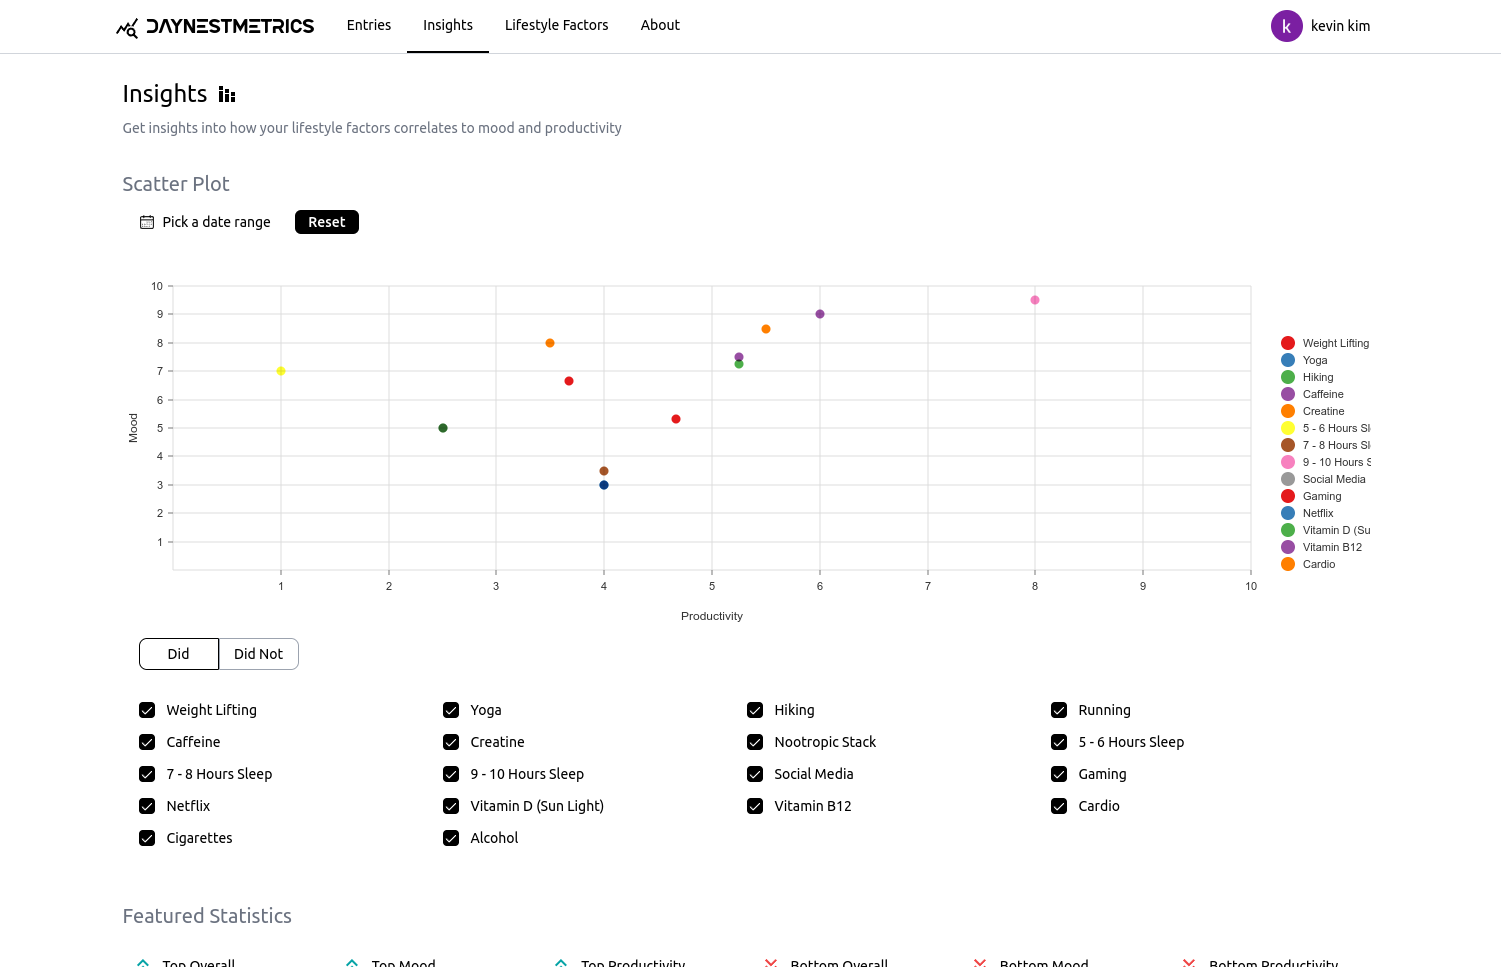 DAYNESTMETRICS Entries Insights Lifestyle Factors About k kevin kim
Insights
Get insights into how your lifestyle factors correlates to mood and productivity
Scatter Plot
Pick a date range Reset
10
9
8
7
6
5
4
3
2
1
Mood
1 2 3 4 5 6 7 8 9 10
Productivity
Weight Lifting
Yoga
Hiking
Caffeine
Creatine
5 - 6 Hours Sl
7 - 8 Hours Sl
9 - 10 Hours S
Social Media
Gaming
Netflix
Vitamin D (Su
Vitamin B12
Cardio
Did Did Not
Weight Lifting Yoga Hiking Running
Caffeine Creatine Nootropic Stack 5 - 6 Hours Sleep
7 - 8 Hours Sleep 9 - 10 Hours Sleep Social Media Gaming
Netflix Vitamin D (Sun Light) Vitamin B12 Cardio
Cigarettes Alcohol
Featured Statistics
Top Overall Top Mood Top Productivity Bottom Overall Bottom Mood Bottom Productivity